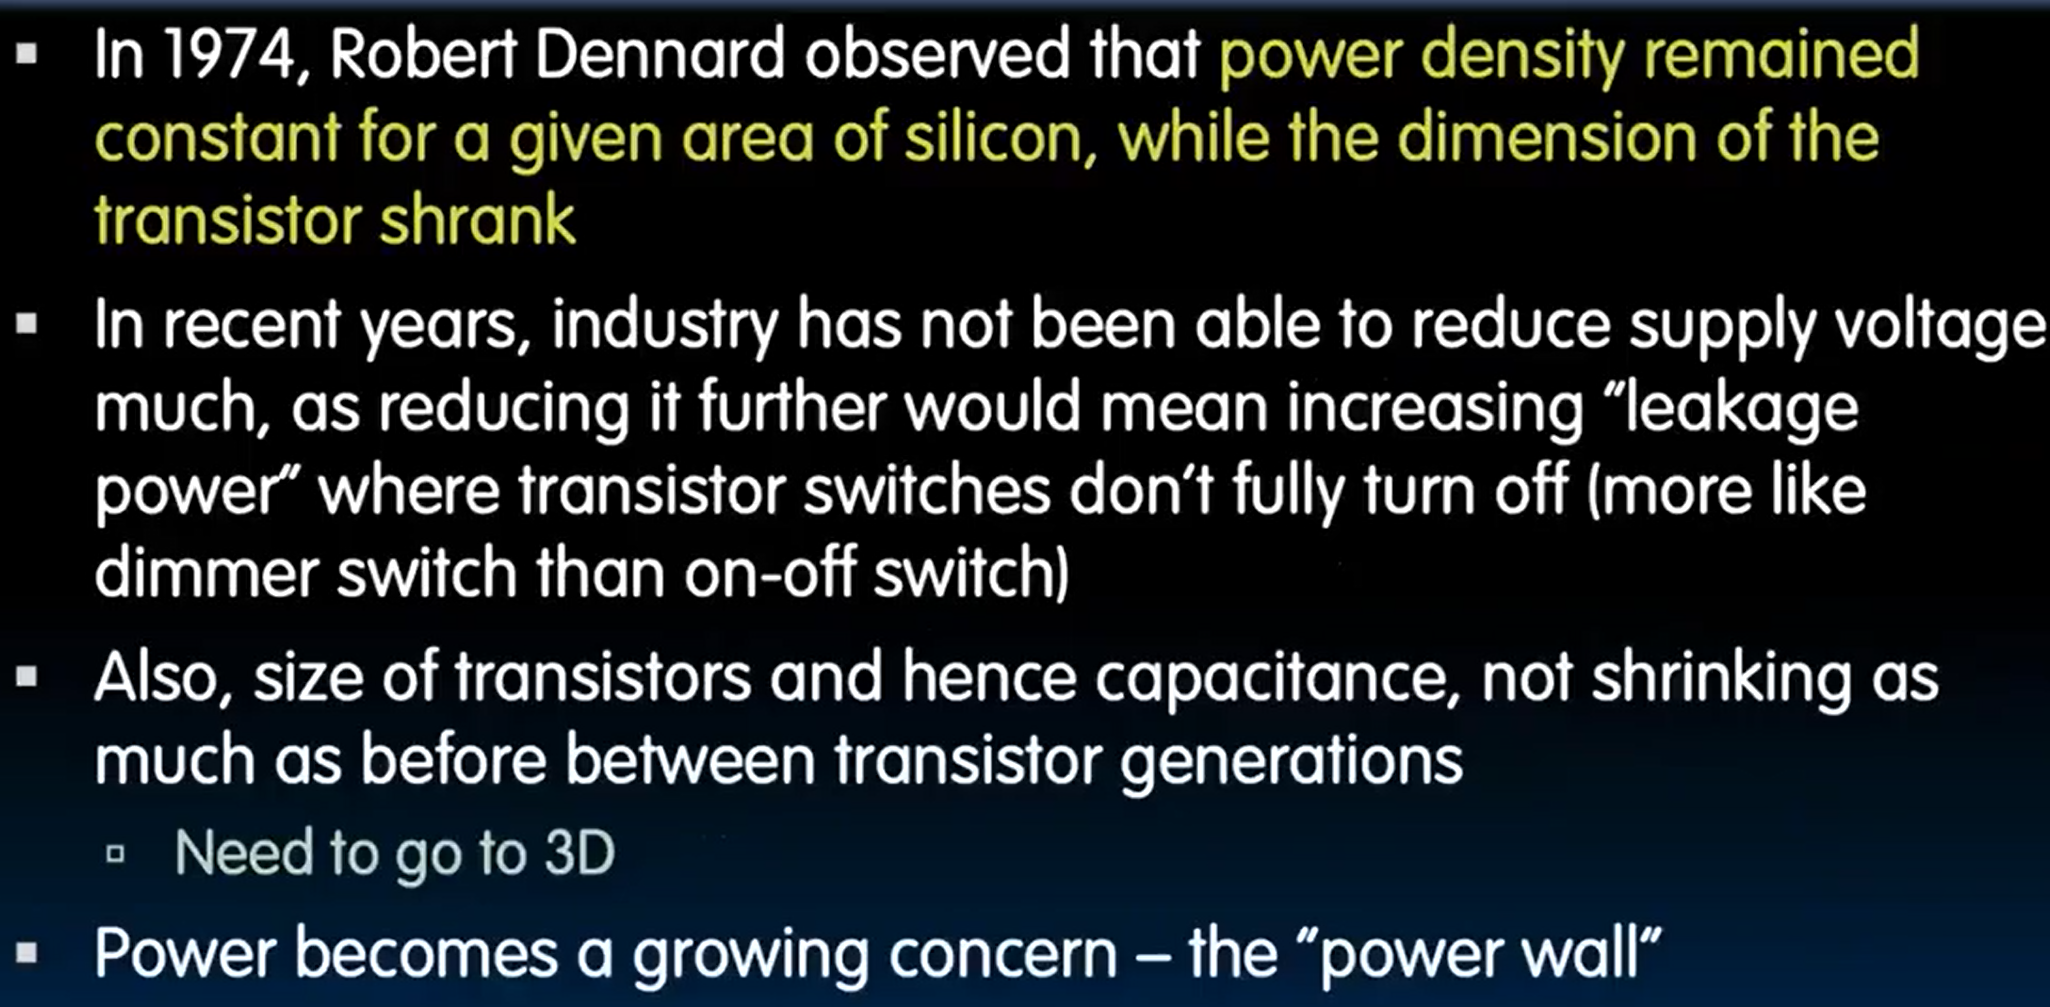 ▪ In 1974, Robert Dennard observed that power density remained
constant for a given area of silicon, while the dimension of the
transistor shrank
▪ In recent years, industry has not been able to reduce supply voltage
much, as reducing it further would mean increasing “leakage
power” where transistor switches don’t fully turn off (more like
dimmer switch than on-off switch)
▪ Also, size of transistors and hence capacitance, not shrinking as
much as before between transistor generations
▫ Need to go to 3D
▪ Power becomes a growing concern – the “power wall”